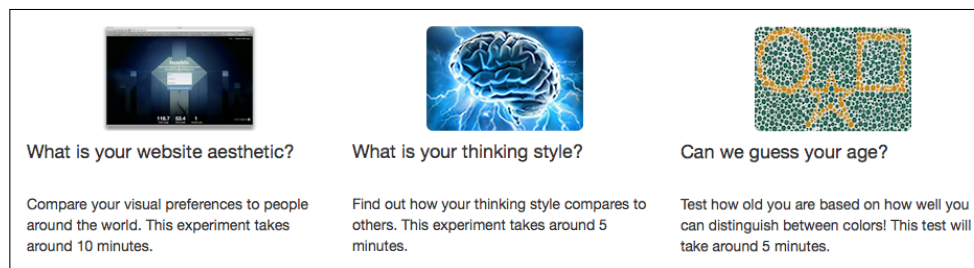 What is your website aesthetic?
Compare your visual preferences to people
around the world. This experiment takes
around 10 minutes.
What is your thinking style?
Find out how your thinking style compares to
others. This experiment takes around 5
minutes.
Can we guess your age?
Test how old you are based on how well you
can distinguish between colors! This test will
take around 5 minutes.